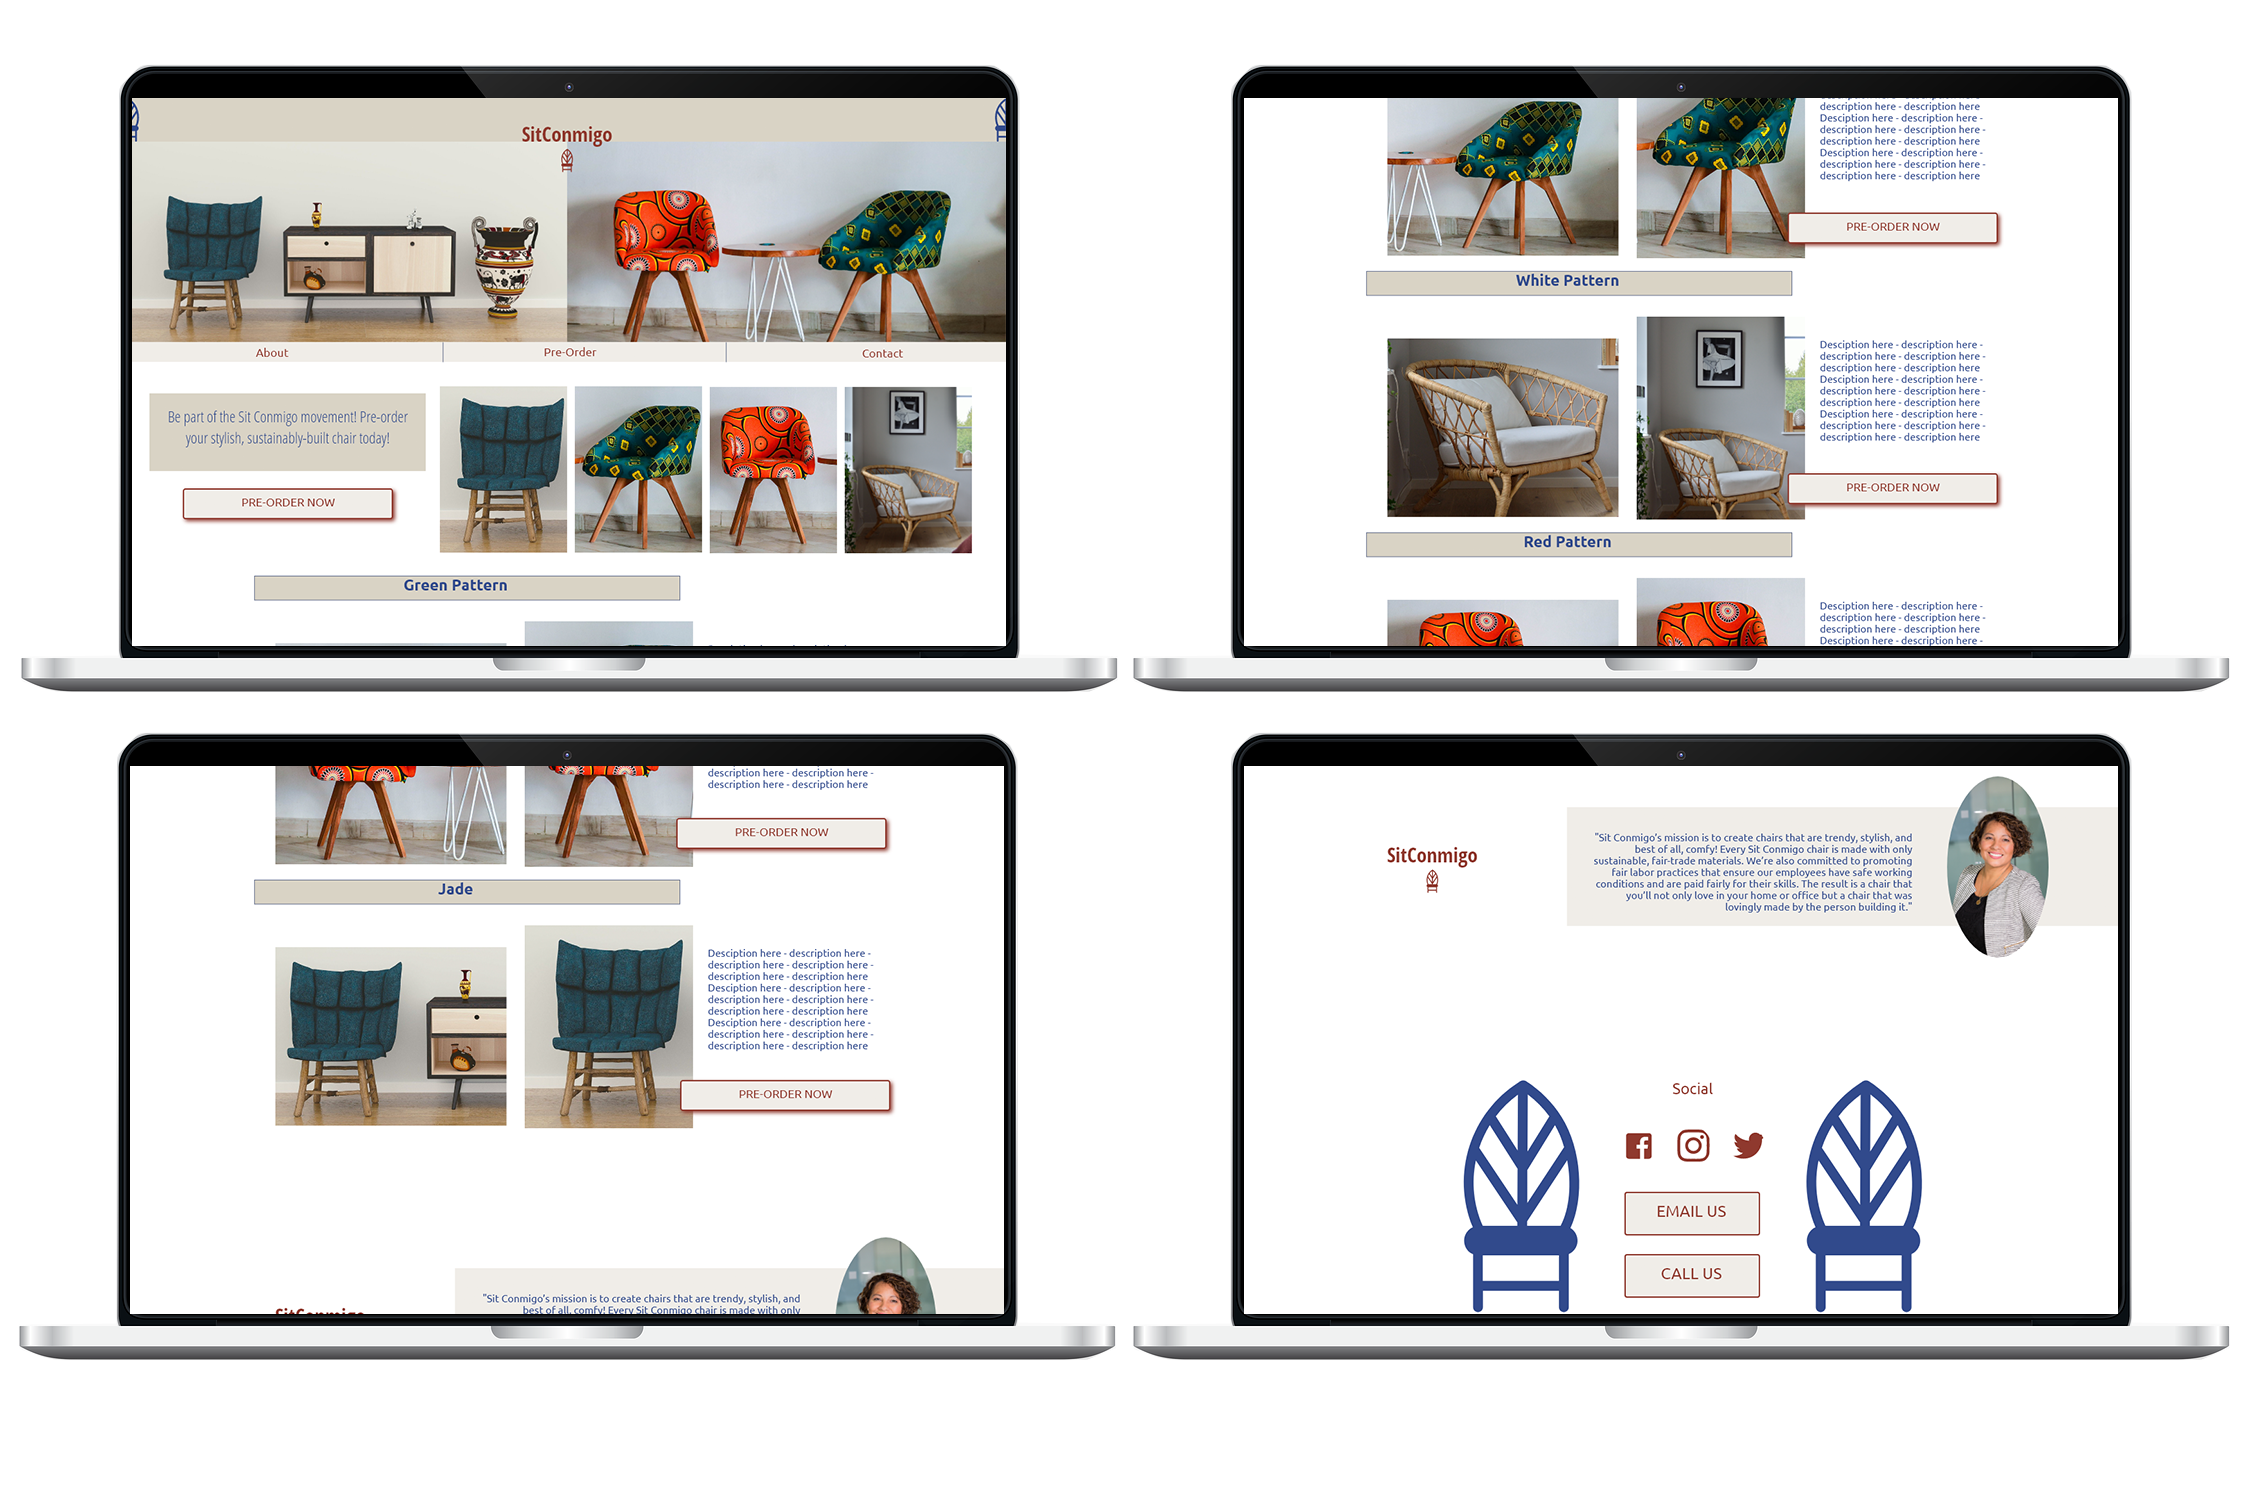 SitConmigo
About
Pre-Order
Contact
Be part of the Sit Conmigo movement! Pre-order
your stylish, sustainably-built chair today!
PRE-ORDER NOW
Green Pattern
description here - description here
Desciption here - description here -
description here - description here -
description here - description here
Desciption here - description here -
description here - description here -
description here - description here
PRE-ORDER NOW
White Pattern
Desciption here - description here -
description here - description here -
description here - description here
Desciption here - description here -
description here - description here -
description here - description here
Desciption here - description here -
description here - description here -
description here - description here
PRE-ORDER NOW
Red Pattern
Desciption here - description here -
description here - description here -
description here - description here
Desciption here - description here -
description here - description here -
description here - description here
PRE-ORDER NOW
Jade
Desciption here - description here -
description here - description here -
description here - description here
Desciption here - description here -
description here - description here -
description here - description here
Desciption here - description here -
description here - description here -
description here - description here
PRE-ORDER NOW
SitConmigo
"Sit Conmigo's mission is to create chairs that are trendy, stylish, and
best of all, comfy! Every Sit Conmigo chair is made with only
SitConmigo
"Sit Conmigo's mission is to create chairs that are trendy, stylish, and
best of all, comfy! Every Sit Conmigo chair is made with only
sustainable, fair-trade materials. We're also committed to promoting
fair labor practices that ensure our employees have safe working
conditions and are paid fairly for their skills. The result is a chair that
you'll not only love in your home or office but a chair that was
lovingly made by the person building it."
Social
EMAIL US
CALL US